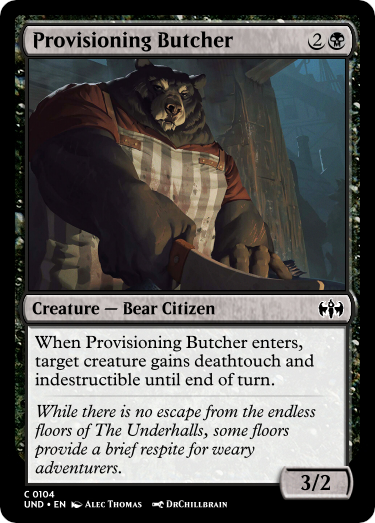 Provisioning Butcher 2
Creature — Bear Citizen
When Provisioning Butcher enters,
target creature gains deathtouch and
indestructible until end of turn.
While there is no escape from the endless
floors of The Underhalls, some floors
provide a brief respite for weary
adventurers.
3/2
C 0104
UND • EN Alec Thomas DrChillbrain